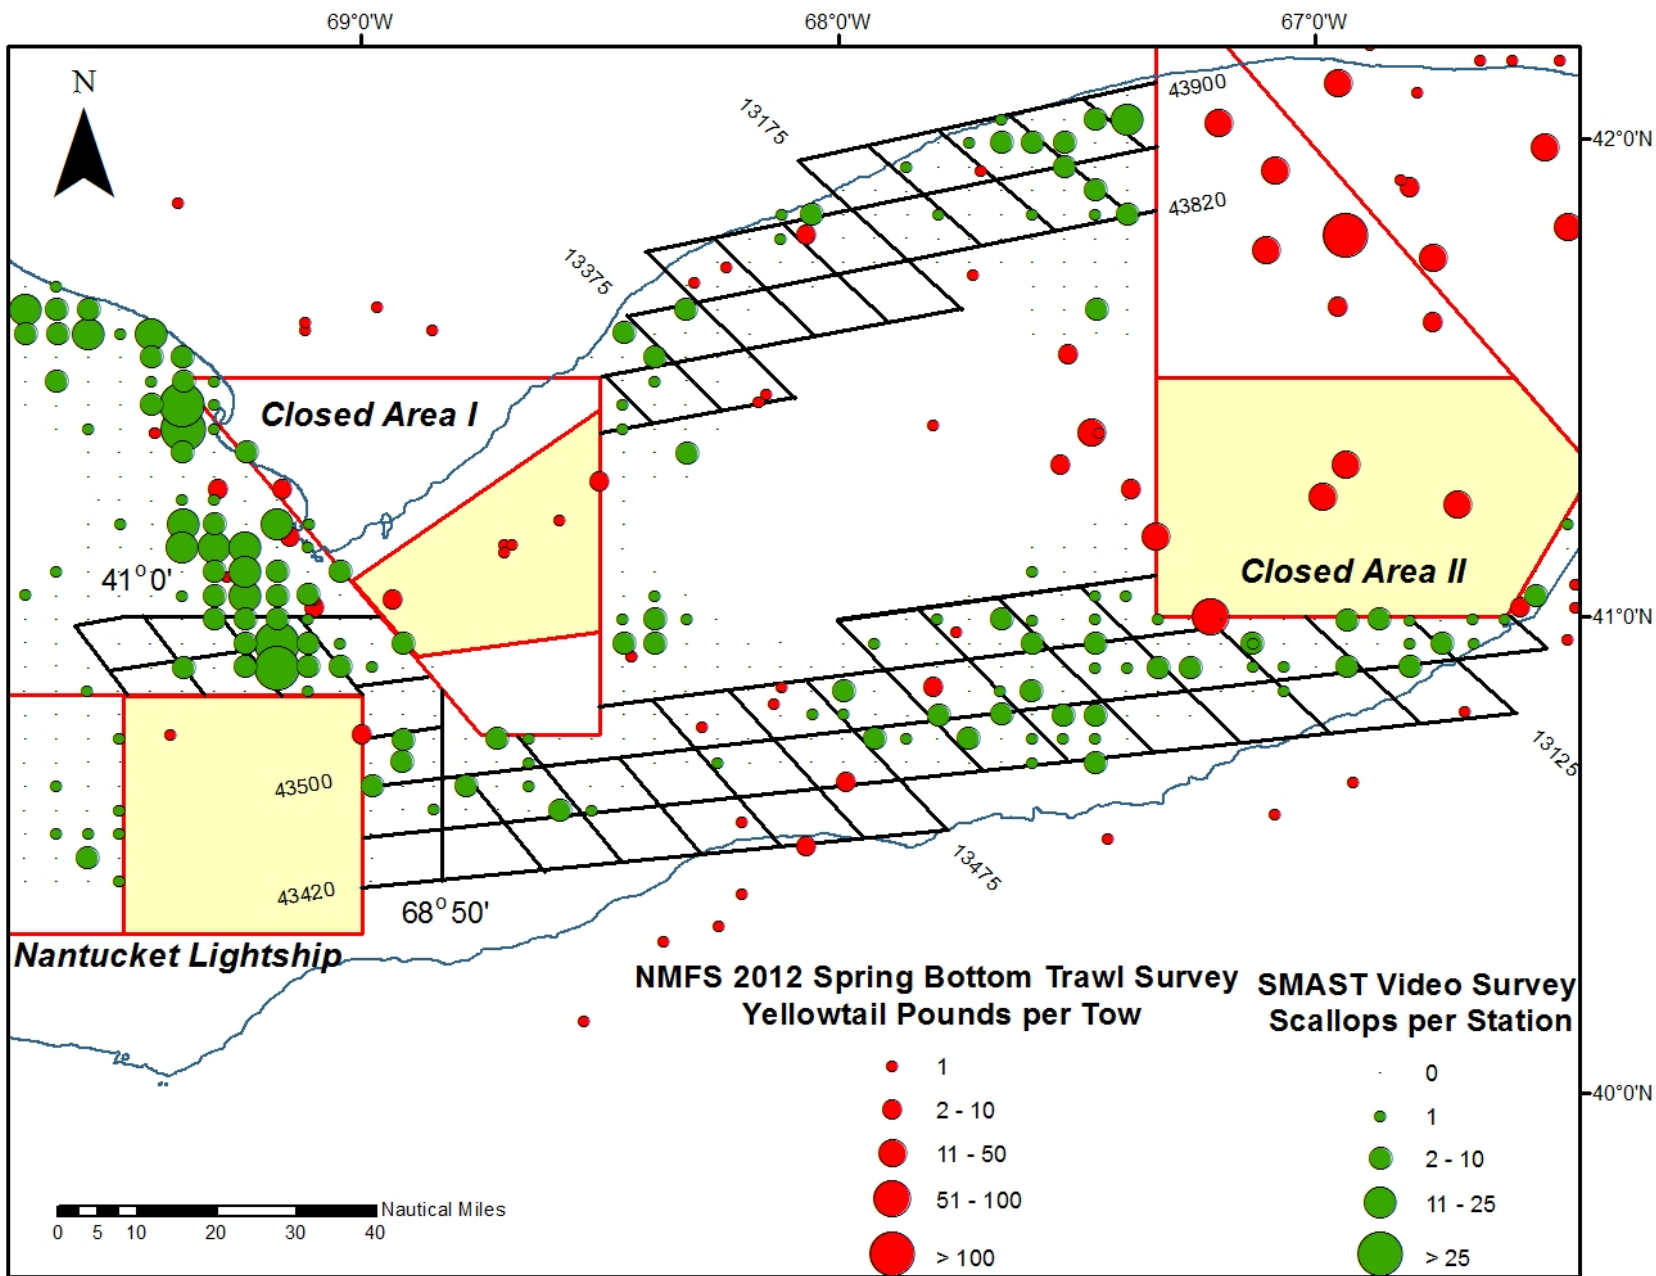 69°0'W
68°0'W
67°0'W
N
13175
43900
42°0'N
43820
13375
Closed Area I
41°0'
Closed Area II
41°0'N
13125
43500
43420
68°50'
13475
Nantucket Lightship
NMFS 2012 Spring Bottom Trawl Survey
Yellowtail Pounds per Tow
1
2 - 10
11 - 50
51 - 100
> 100
SMAST Video Survey
Scallops per Station
0
1
2 - 10
11 - 25
> 25
40°0'N
Nautical Miles
0 5 10 20 30 40